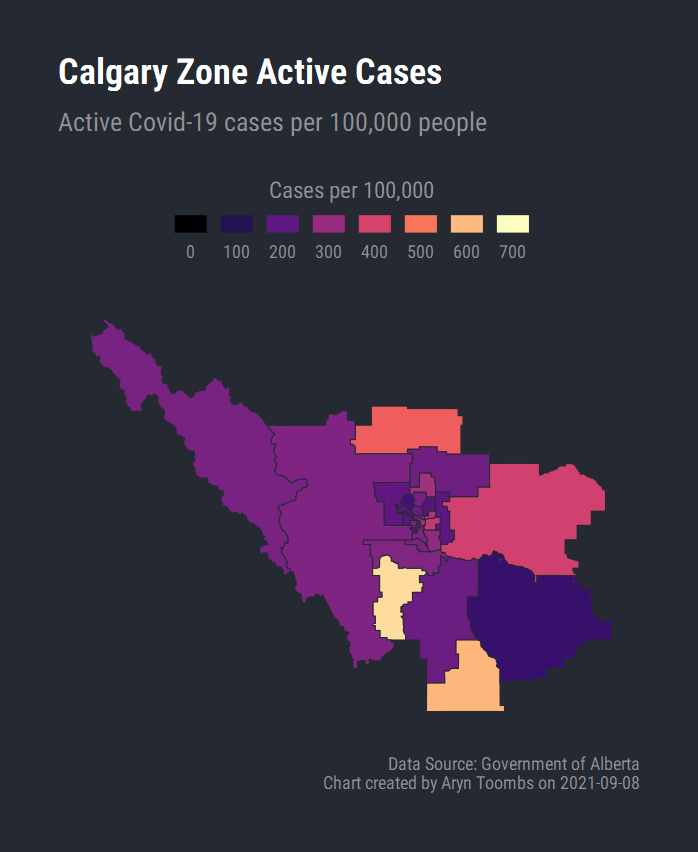 Calgary Zone Active Cases
Active Covid-19 cases per 100,000 people
Cases per 100,000
0 100 200 300 400 500 600 700
Data Source: Government of Alberta
Chart created by Aryn Toombs on 2021-09-08